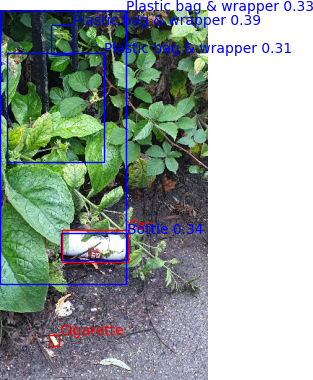 Plastic bag & wrapper 0.33
Plastic bag & wrapper 0.39
Plastic bag & wrapper 0.31
Bottle 0.34
Cigarette